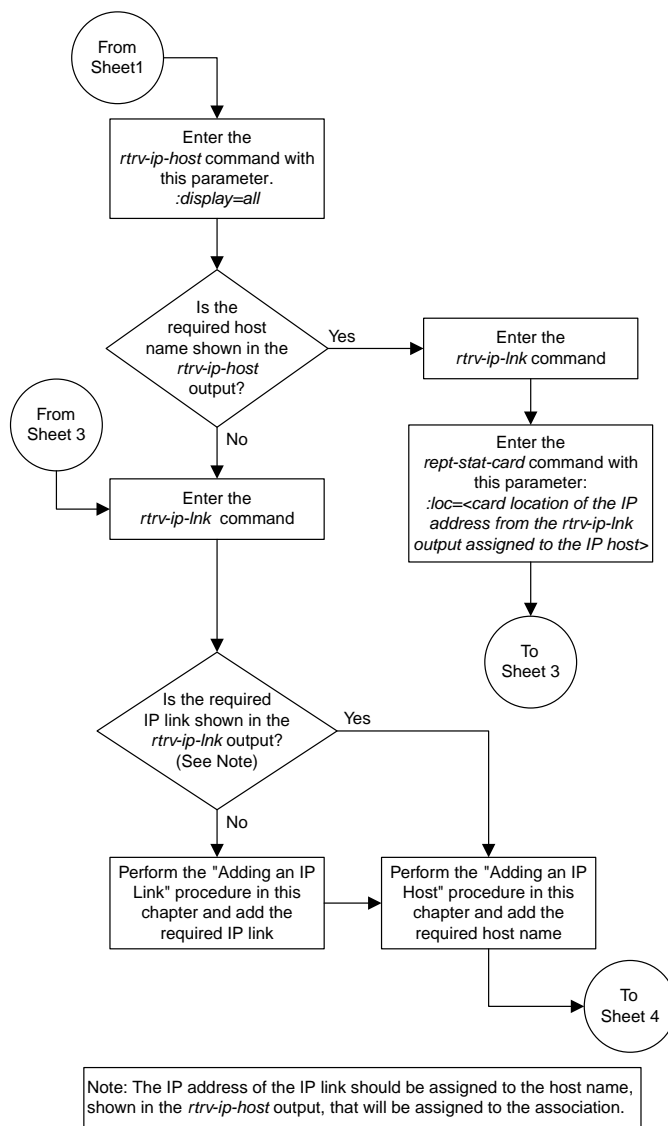 From
Sheet1
Enter the
rtrv-ip-host command with
this parameter.
:display=all
Is the
required host
name shown in the
rtrv-ip-host
output?
Yes
Enter the
rtrv-ip-lnk command
No
From
Sheet 3
Enter the
rtrv-ip-lnk command
Enter the
rept-stat-card command with
this parameter:
:loc=<card location of the IP
address from the rtrv-ip-lnk
output assigned to the IP host>
To
Sheet 3
Is the required
IP link shown in the
rtrv-ip-lnk output?
(See Note)
Yes
No
Perform the "Adding an IP
Link" procedure in this
chapter and add the
required IP link
Perform the "Adding an IP
Host" procedure in this
chapter and add the
required host name
To
Sheet 4
Note: The IP address of the IP link should be assigned to the host name,
shown in the rtrv-ip-host output, that will be assigned to the association.